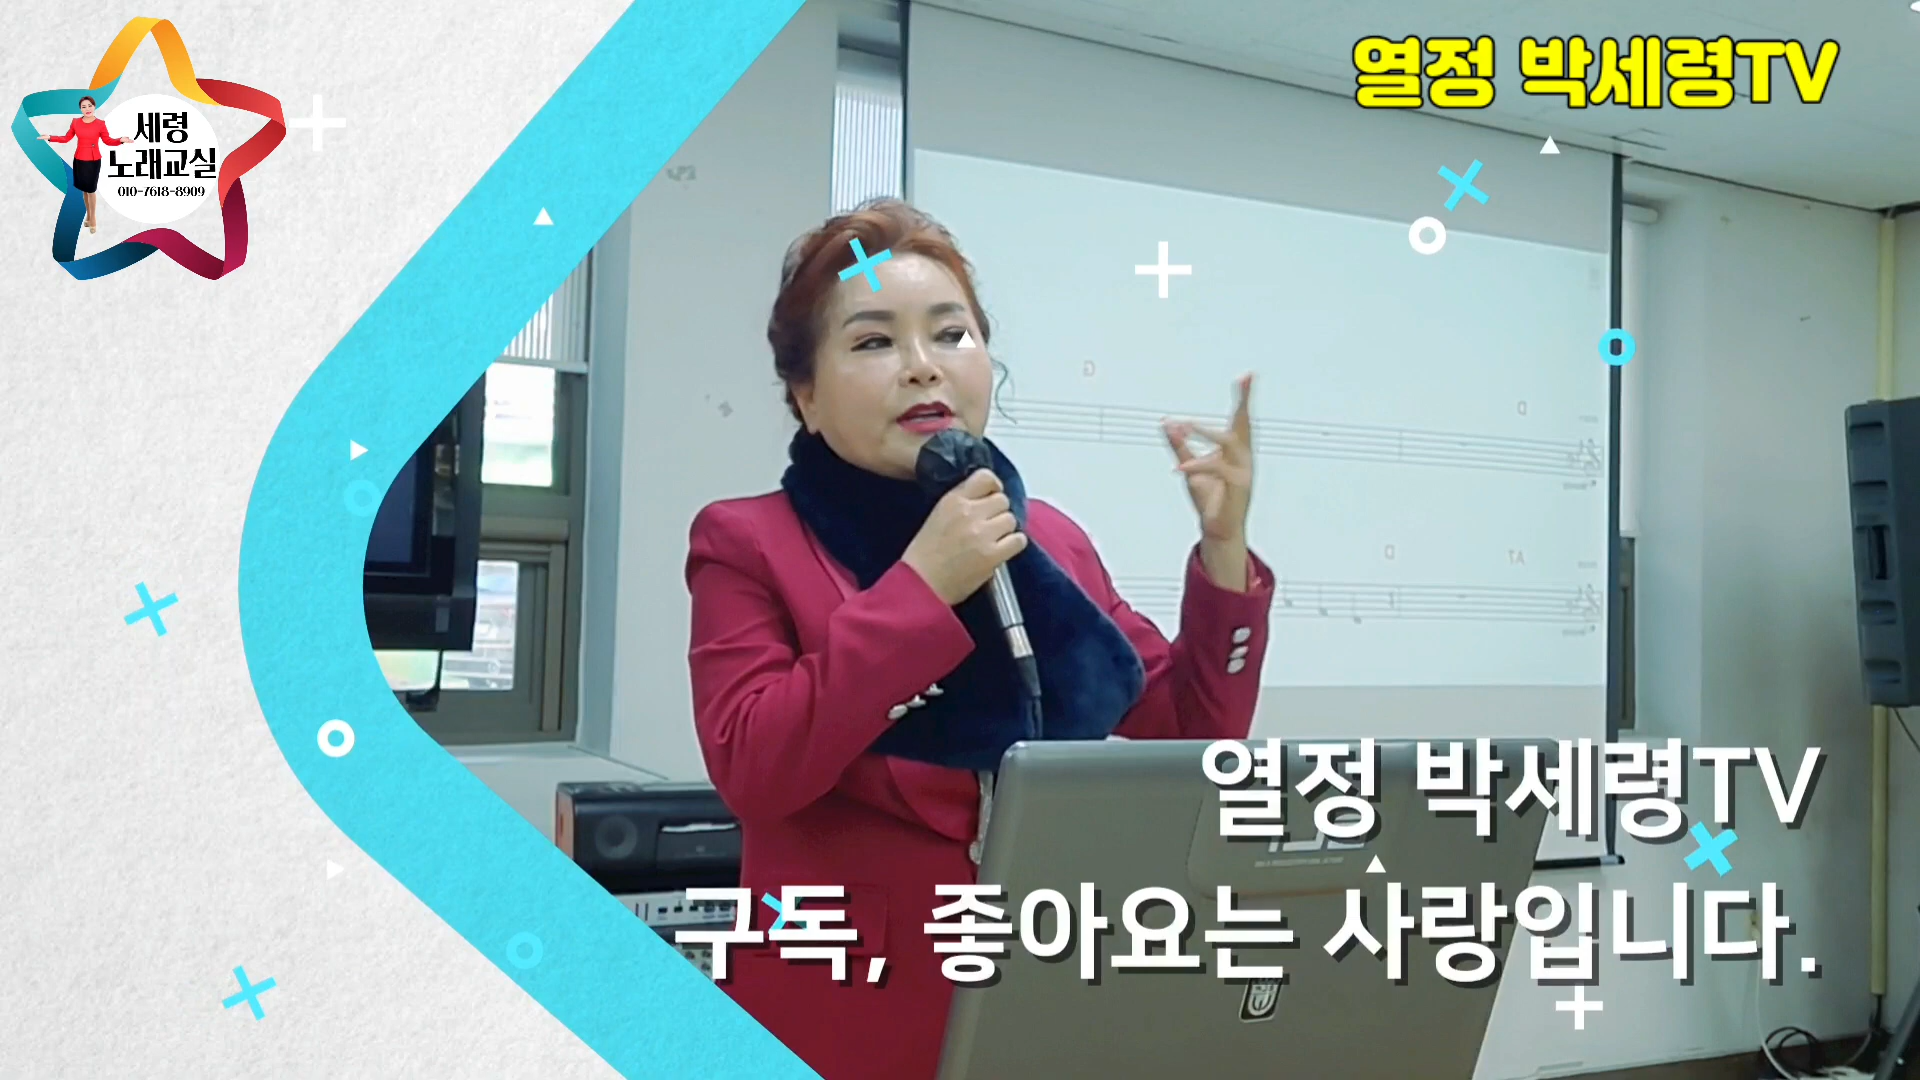 세령
노래교실
010-7618-8909
열정 박세령TV
G
D
D
A7
열정 박세령TV
구독, 좋아요는 사랑입니다.